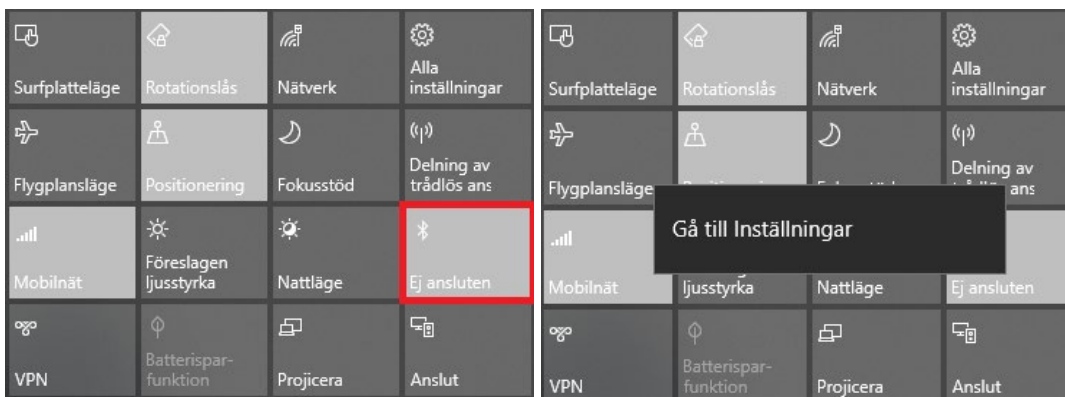 Surfplatteläge
Rotationslås
Nätverk
Alla
inställningar
Flygplansläge
Positionering
Fokusstöd
Delning av
trådlös ans
Mobilnät
Föreslagen
ljusstyrka
Nattläge
Ej ansluten
VPN
Batterispar-
funktion
Projicera
Anslut
Surfplatteläge
Rotationslås
Nätverk
Alla
inställningar
Flygplansläge
Delning av
ans
Gå till Inställningar
Mobilnät
ljusstyrka
Nattläge
Ej ansluten
VPN
Batterispar-
funktion
Projicera
Anslut